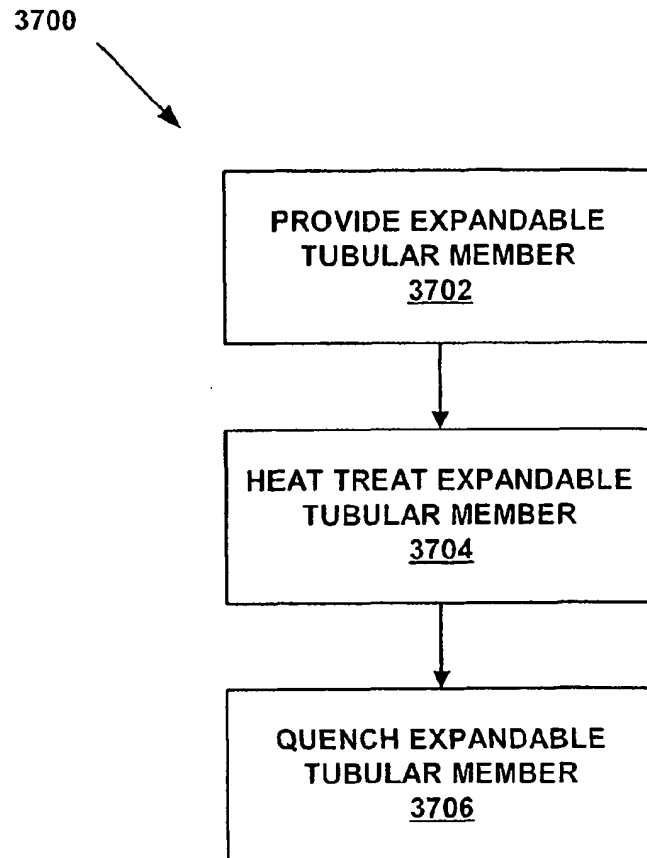 3700
PROVIDE EXPANDABLE
TUBULAR MEMBER
3702
HEAT TREAT EXPANDABLE
TUBULAR MEMBER
3704
QUENCH EXPANDABLE
TUBULAR MEMBER
3706